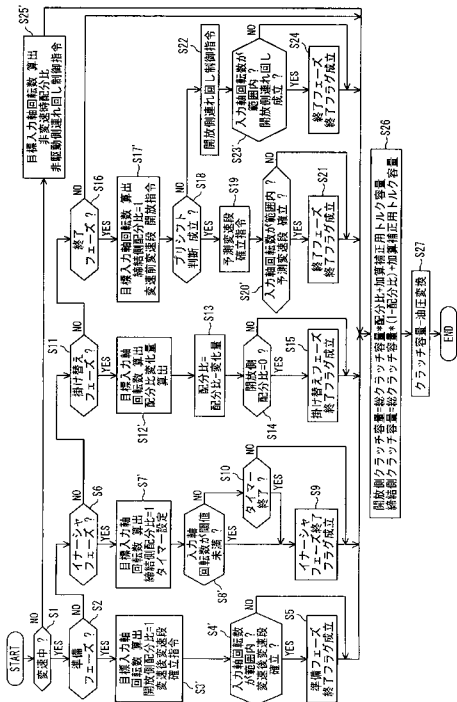 START
変速中？
S1
NO
YES
準備
フェーズ？
S2
NO
YES
目標入力軸
回転数 算出
開放側配分比=1
変速後変速段
確立指令
S3'
入力軸回転数
が範囲内？
変速後変速段
確立？
S4'
NO
YES
準備フェーズ
終了フラグ成立
S5
イナーシャ
フェーズ？
S6
NO
YES
目標入力軸
回転数 算出
締結側配分比=1
タイマー設定
S7'
入力軸
回転数が閾値
未満？
S8'
NO
YES
タイマー
終了？
S10
NO
YES
イナーシャ
フェーズ終了
フラグ成立
S9
掛け替え
フェーズ？
S11
NO
YES
目標入力軸
回転数 算出
配分比変化量
算出
S12'
配分比=
配分比-変化量
S13
開放側
配分比=0？
S14
NO
YES
掛け替えフェーズ
終了フラグ成立
S15
終了
フェーズ？
S16
NO
YES
目標入力軸回転数 算出
締結側配分比=1
変速前変速段 開放指令
S17'
プリシフト
判断成立？
S18
NO
YES
予測変速段
確立指令
S19
入力軸回転数が範囲内？
予測変速段 確立？
S20'
NO
YES
終了フェーズ
終了フラグ成立
S21
開放側連れ回し制御指令
S22
入力軸回転数が
範囲内？
開放側連れ回し
成立？
S23'
NO
YES
終了フェーズ
終了フラグ成立
S24
目標入力軸回転数 算出
非変速時配分比
非駆動側連れ回し制御指令
S25'
開放側クラッチ容量=総クラッチ容量*配分比+加算補正用トルク容量
締結側クラッチ容量=総クラッチ容量*(1-配分比)+加算補正用トルク容量
S26
クラッチ容量-油圧変換
S27
END